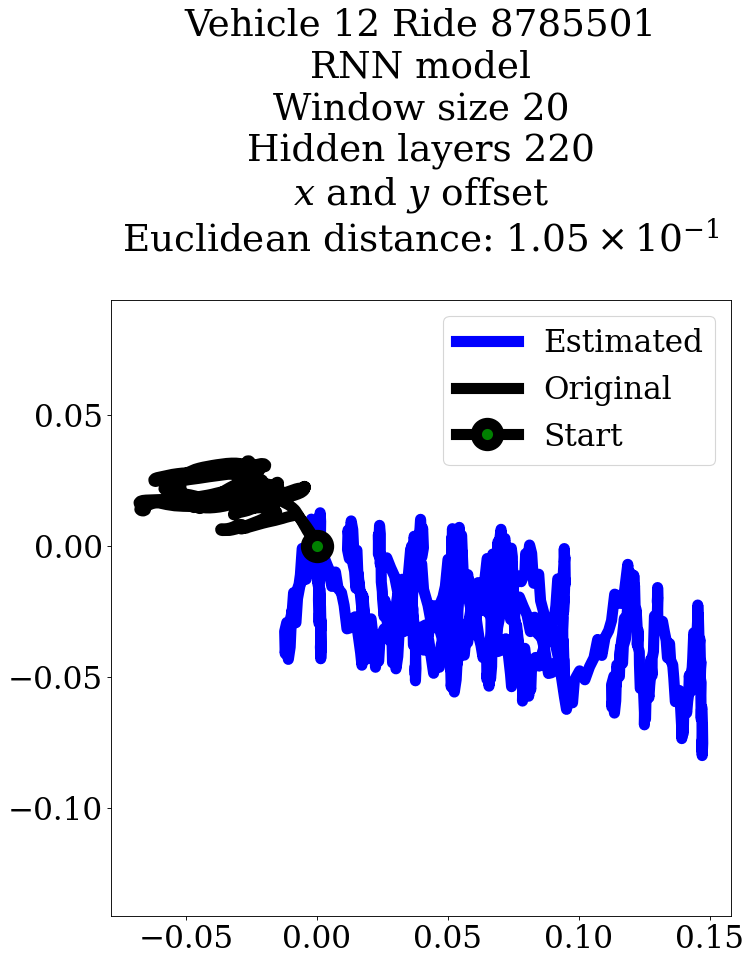 Vehicle 12 Ride 8785501
RNN model
Window size 20
Hidden layers 220
x and y offset
Euclidean distance: 1.05 × 10⁻¹
Estimated
Original
Start
0.05
0.00
−0.05
−0.10
−0.05 0.00 0.05 0.10 0.15